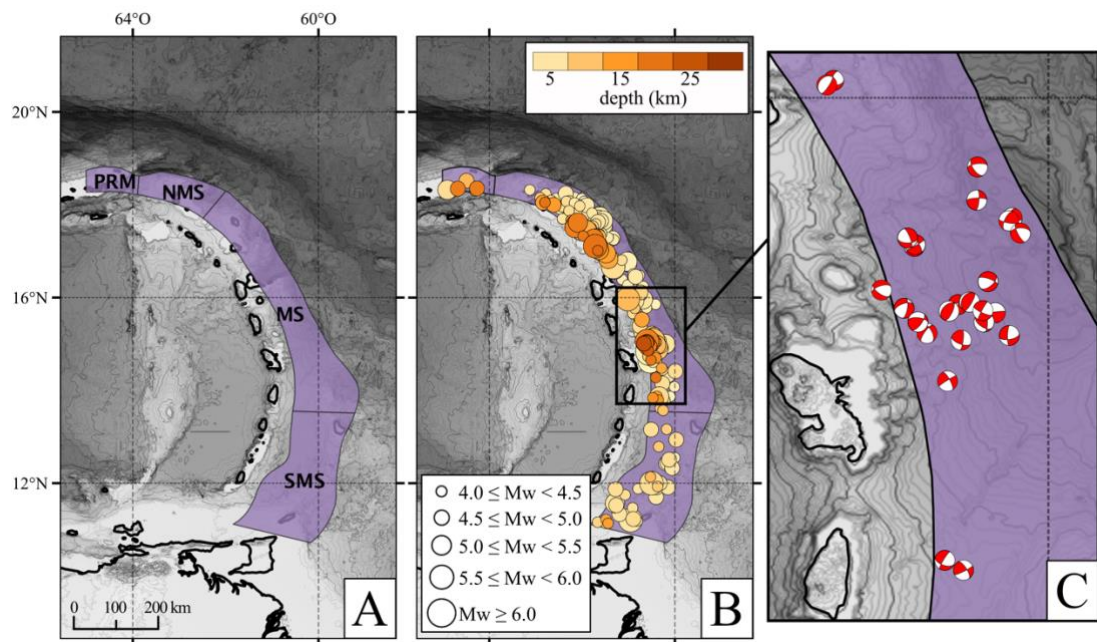 64°O 60°O
20°N
16°N
12°N
PRM NMS
MS
SMS
0 100 200 km
A
5 15 25
depth (km)
4.0 ≤ Mw < 4.5
4.5 ≤ Mw < 5.0
5.0 ≤ Mw < 5.5
5.5 ≤ Mw < 6.0
Mw ≥ 6.0
B
C